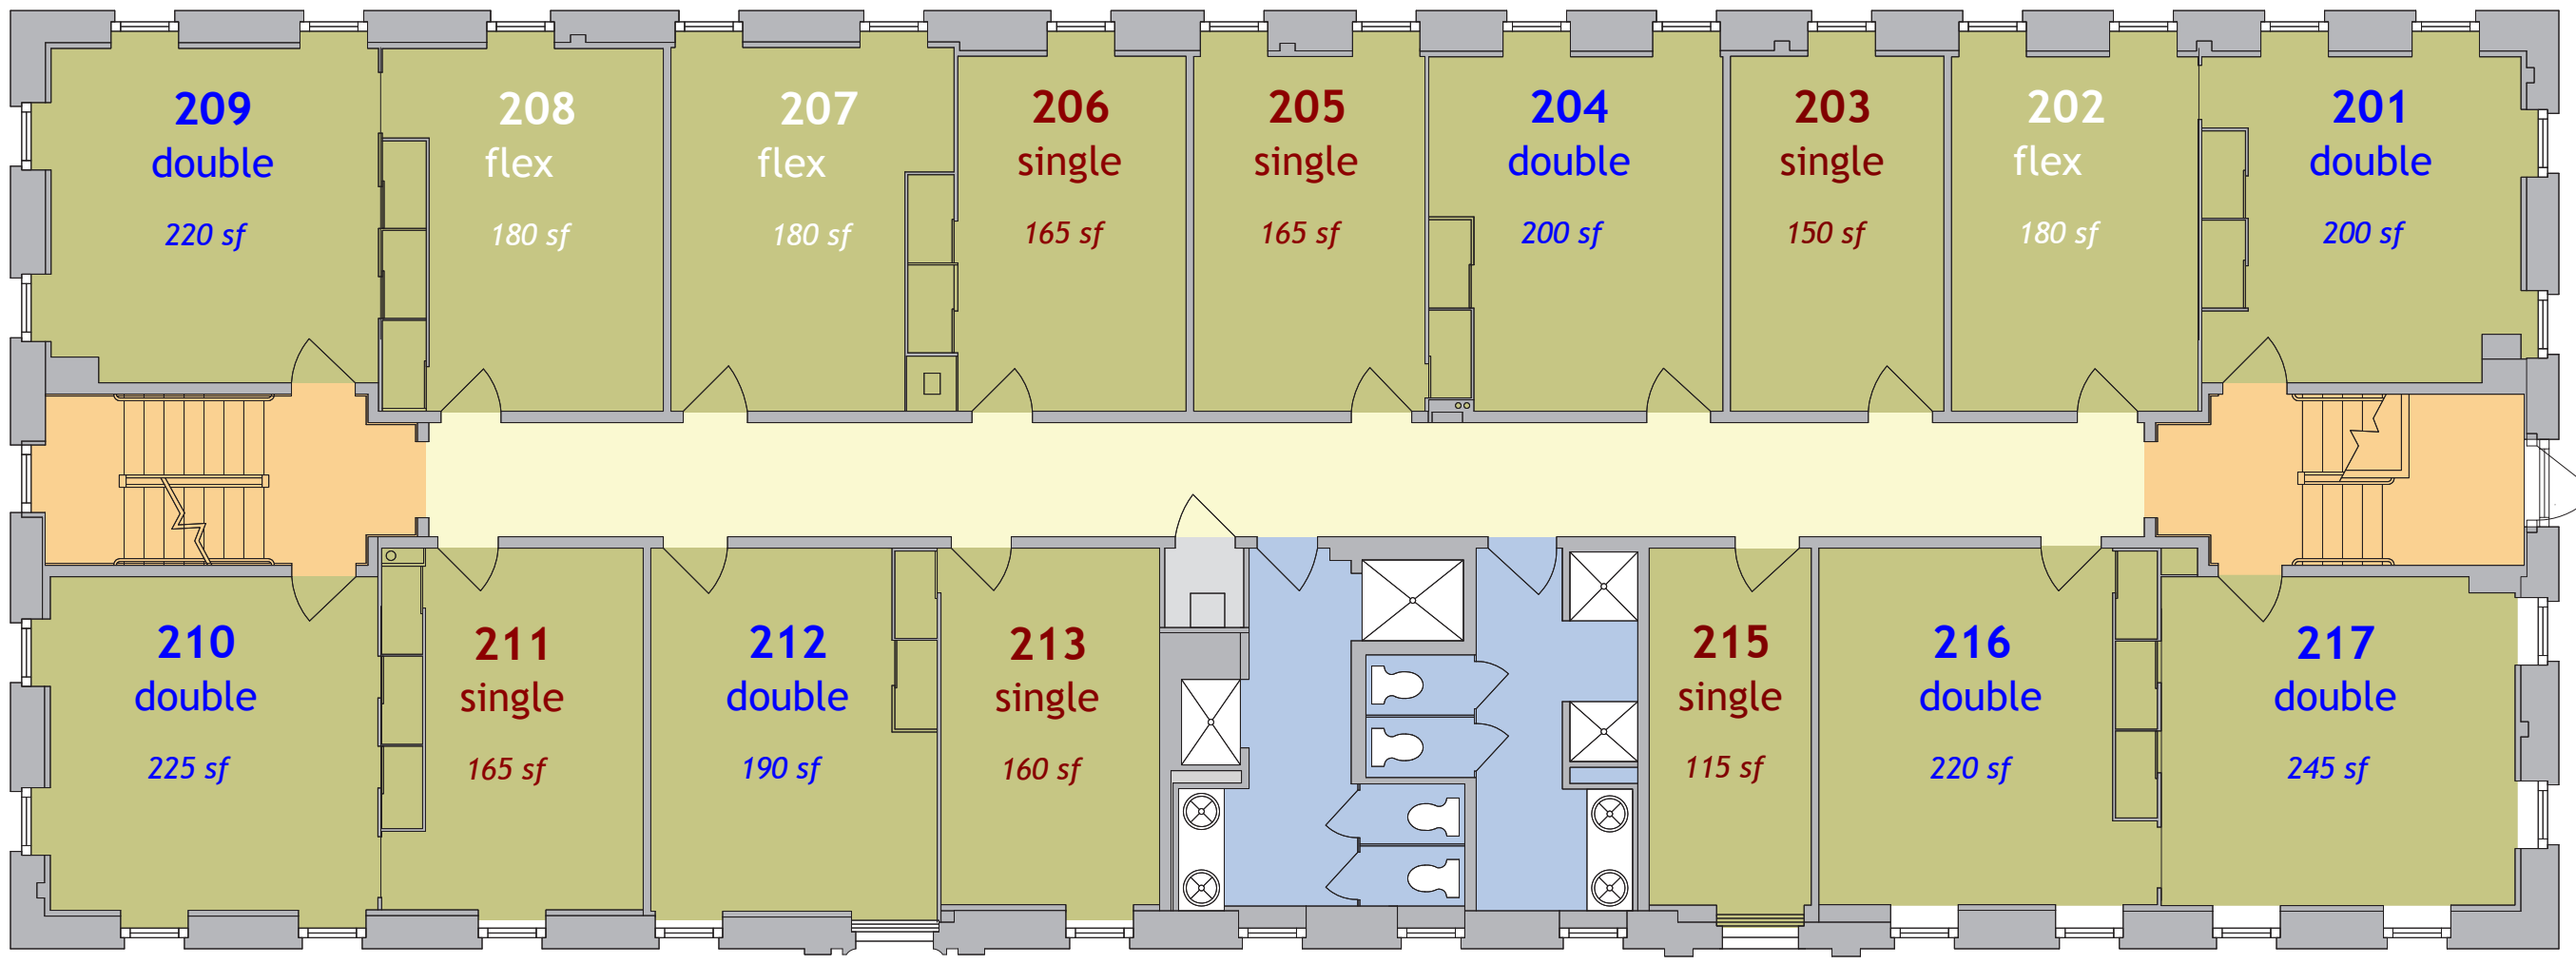 209
double
220 sf
208
flex
180 sf
207
flex
180 sf
206
single
165 sf
205
single
165 sf
204
double
200 sf
203
single
150 sf
202
flex
180 sf
201
double
200 sf
210
double
225 sf
211
single
165 sf
212
double
190 sf
213
single
160 sf
215
single
115 sf
216
double
220 sf
217
double
245 sf